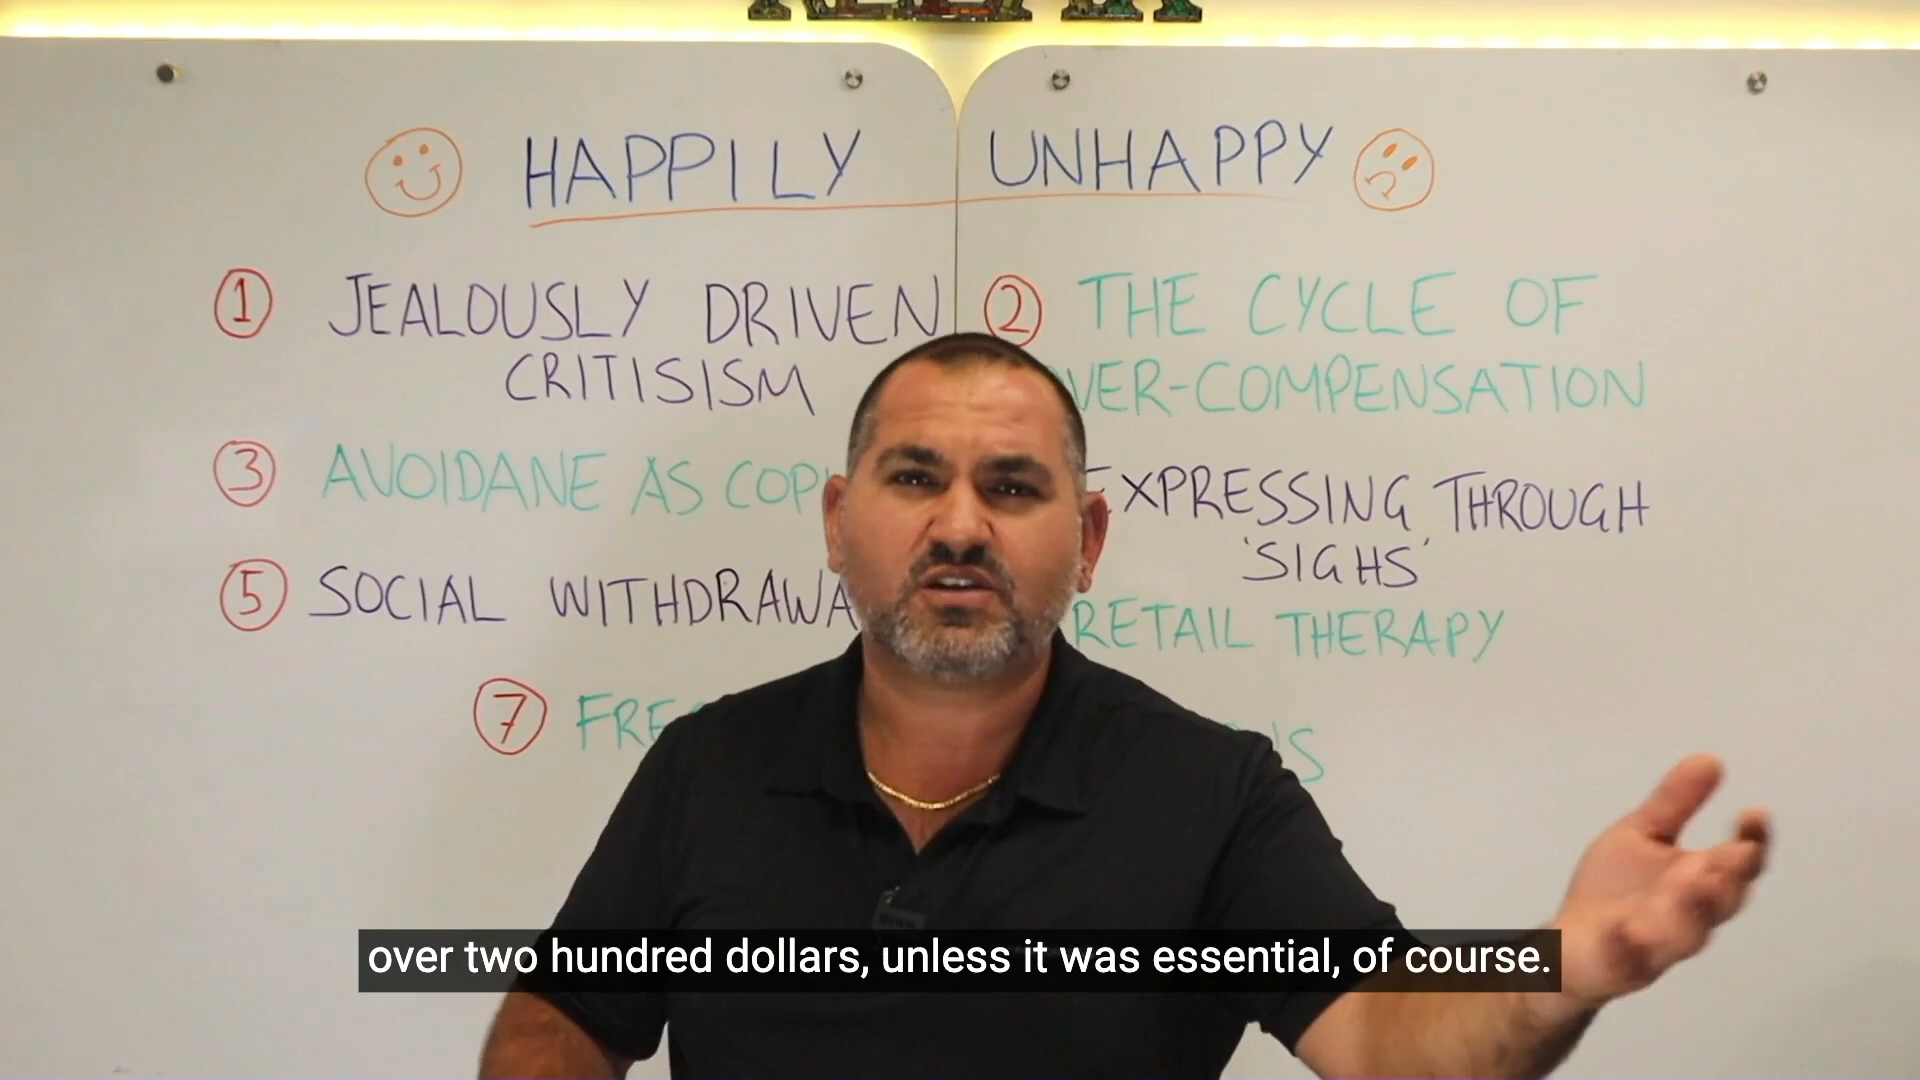 HAPPILY UNHAPPY
1 JEALOUSLY DRIVEN
CRITISISM
2 THE CYCLE OF
VER-COMPENSATION
3 AVOIDANE AS COP
EXPRESSING THROUGH
'SIGHS'
5 SOCIAL WITHDRAWA
RETAIL THERAPY
7 FRE
over two hundred dollars, unless it was essential, of course.